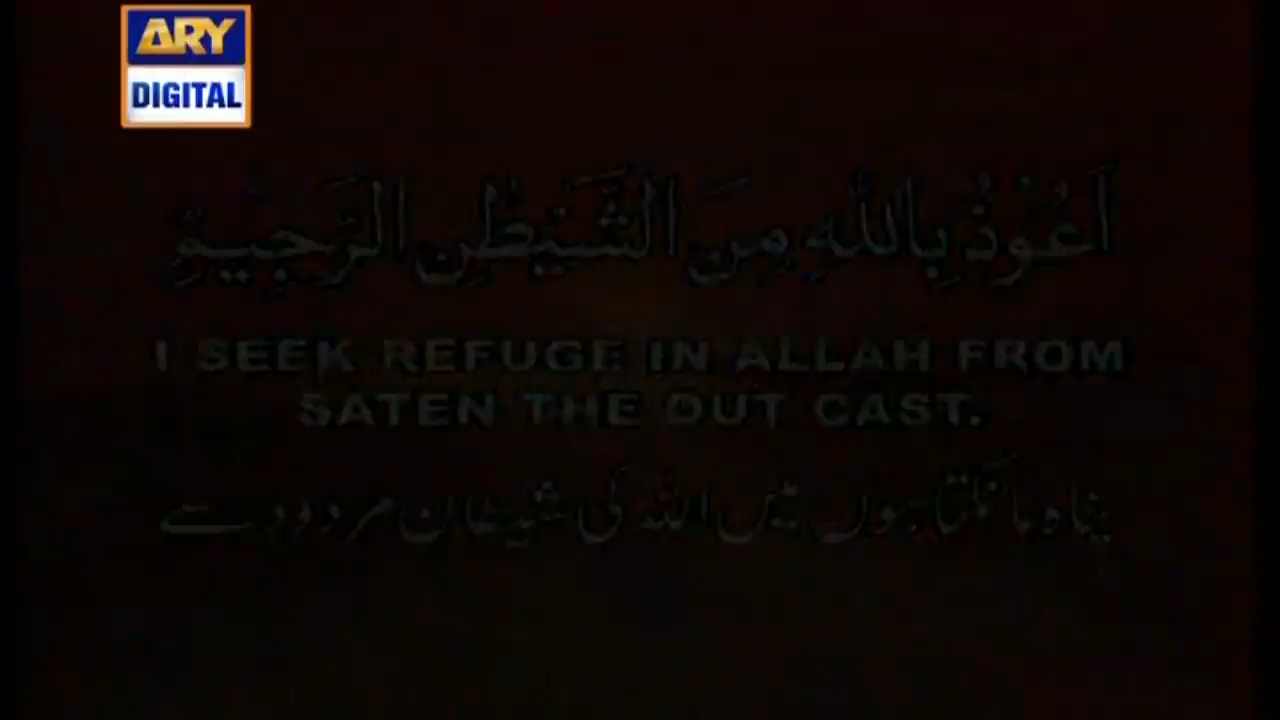 ARY
DIGITAL
اَعُوْذُ بِاللّٰهِ مِنَ الشَّيْطٰنِ الرَّجِيْمِ
I SEEK REFUGE IN ALLAH FROM
SATEN THE OUT CAST.
پناہ مانگتا ہوں میں اللہ کی شیطان مردود سے